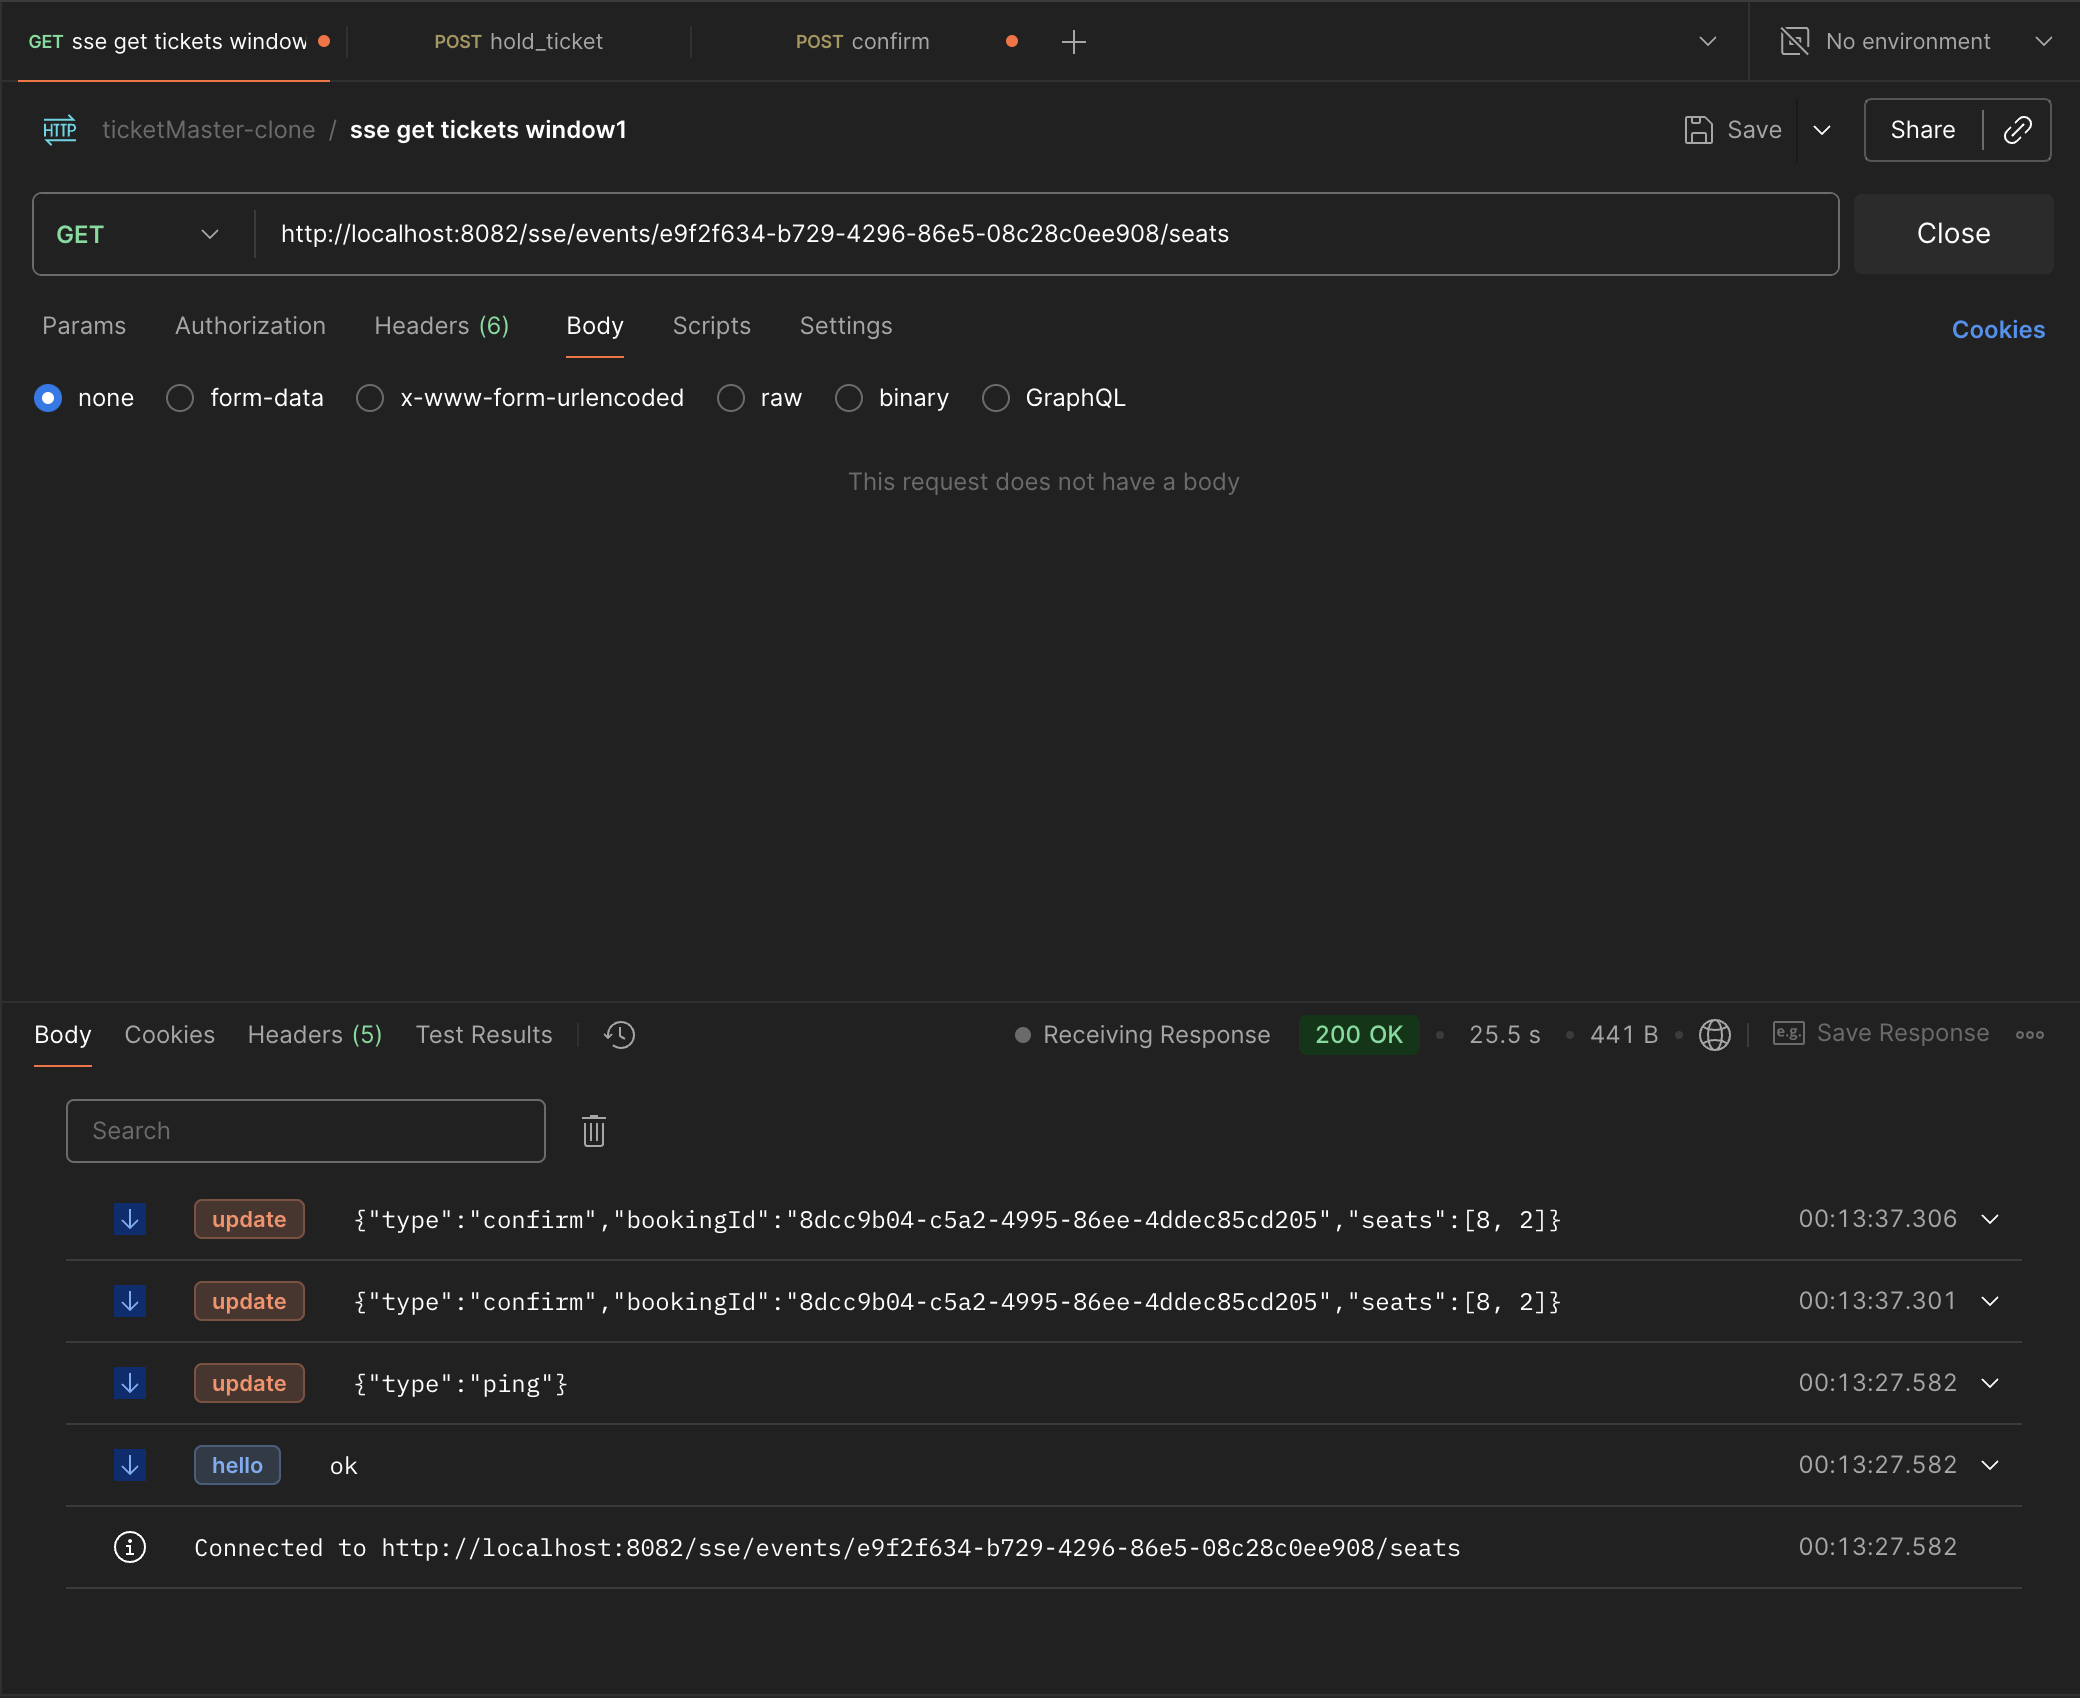 GET sse get tickets window POST hold_ticket POST confirm No environment
HTTP ticketMaster-clone / sse get tickets window1 Save Share
GET http://localhost:8082/sse/events/e9f2f634-b729-4296-86e5-08c28c0ee908/seats Close
Params Authorization Headers (6) Body Scripts Settings Cookies
none form-data x-www-form-urlencoded raw binary GraphQL
This request does not have a body
Body Cookies Headers (5) Test Results Receiving Response 200 OK 25.5 s 441 B e.g. Save Response
Search
update {"type":"confirm","bookingId":"8dcc9b04-c5a2-4995-86ee-4ddec85cd205","seats":[8, 2]} 00:13:37.306
update {"type":"confirm","bookingId":"8dcc9b04-c5a2-4995-86ee-4ddec85cd205","seats":[8, 2]} 00:13:37.301
update {"type":"ping"} 00:13:27.582
hello ok 00:13:27.582
Connected to http://localhost:8082/sse/events/e9f2f634-b729-4296-86e5-08c28c0ee908/seats 00:13:27.582